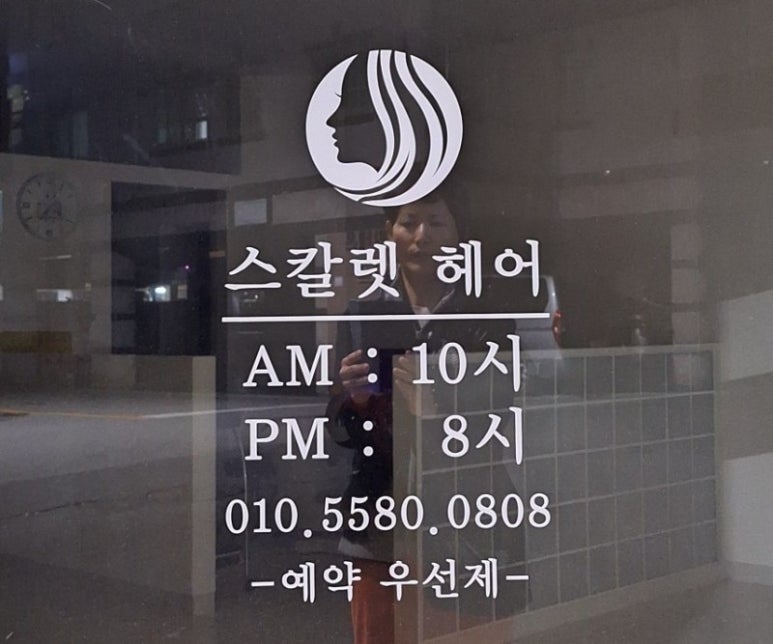 스칼렛 헤어
AM : 10시
PM : 8시
010.5580.0808
-예약 우선제-